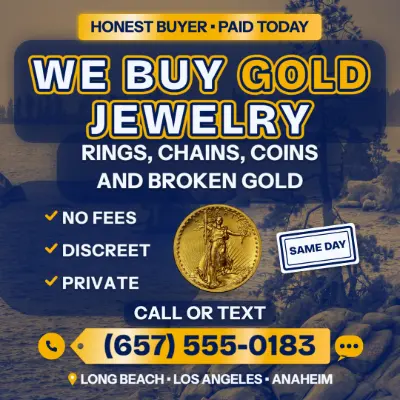 HONEST BUYER • PAID TODAY
WE BUY GOLD
JEWELRY
RINGS, CHAINS, COINS
AND BROKEN GOLD
NO FEES
DISCREET
PRIVATE
SAME DAY
CALL OR TEXT
(657) 555-0183
LONG BEACH • LOS ANGELES • ANAHEIM